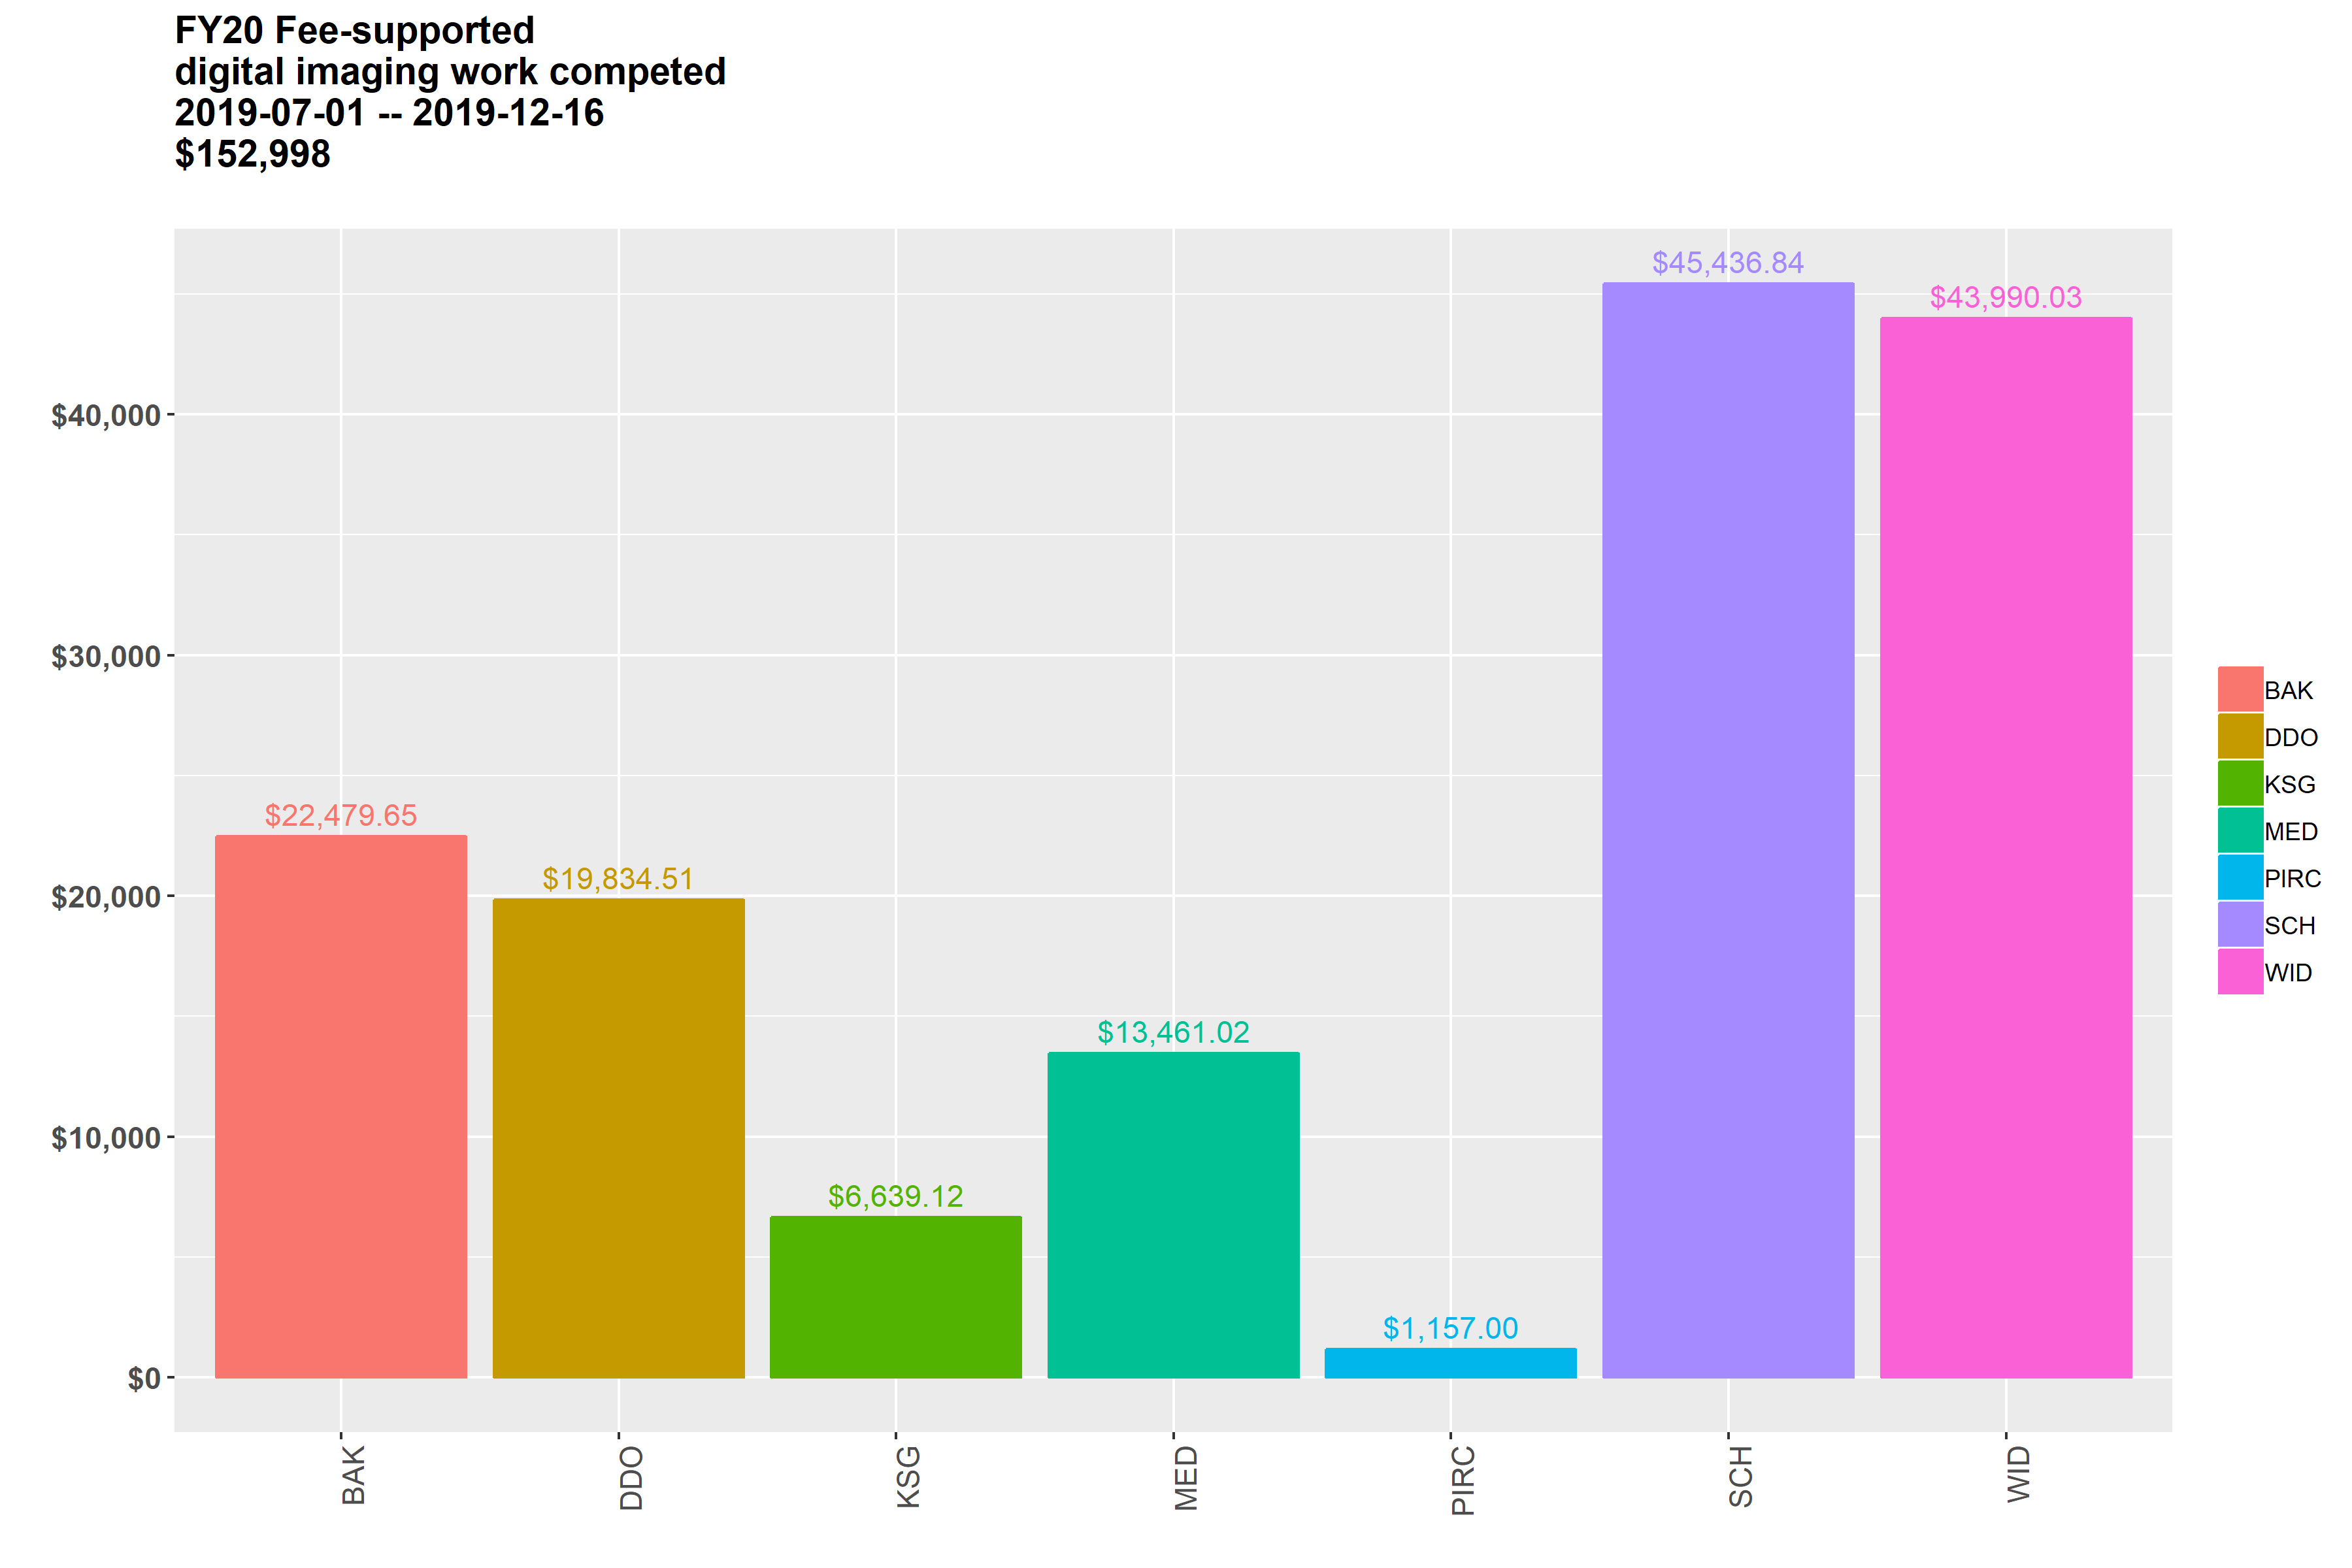 FY20 Fee-supported
digital imaging work competed
2019-07-01 -- 2019-12-16
$152,998
$45,436.84
$43,990.03
$40,000
$30,000
$22,479.65
$19,834.51
$20,000
$13,461.02
$10,000
$6,639.12
$1,157.00
$0
BAK
DDO
KSG
MED
PIRC
SCH
WID
BAK
DDO
KSG
MED
PIRC
SCH
WID